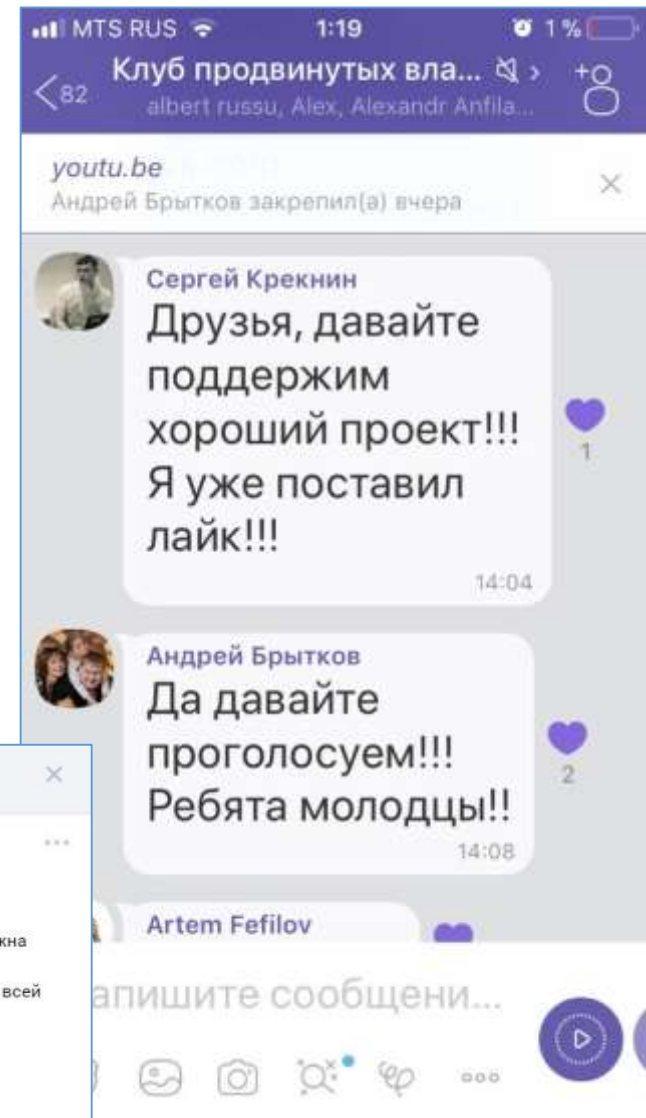 MTS RUS 1:19 1 %
82 Клуб продвинутых вла...
albert russu, Alex, Alexandr Anfila...
youtu.be
Андрей Брытков закрепил(а) вчера
Сергей Крекнин
Друзья, давайте
поддержим
хороший проект!!!
Я уже поставил
лайк!!!
1
14:04
Андрей Брытков
Да давайте
проголосуем!!!
Ребята молодцы!!
2
14:08
Artem Fefilov
апишите сообщени...
всей